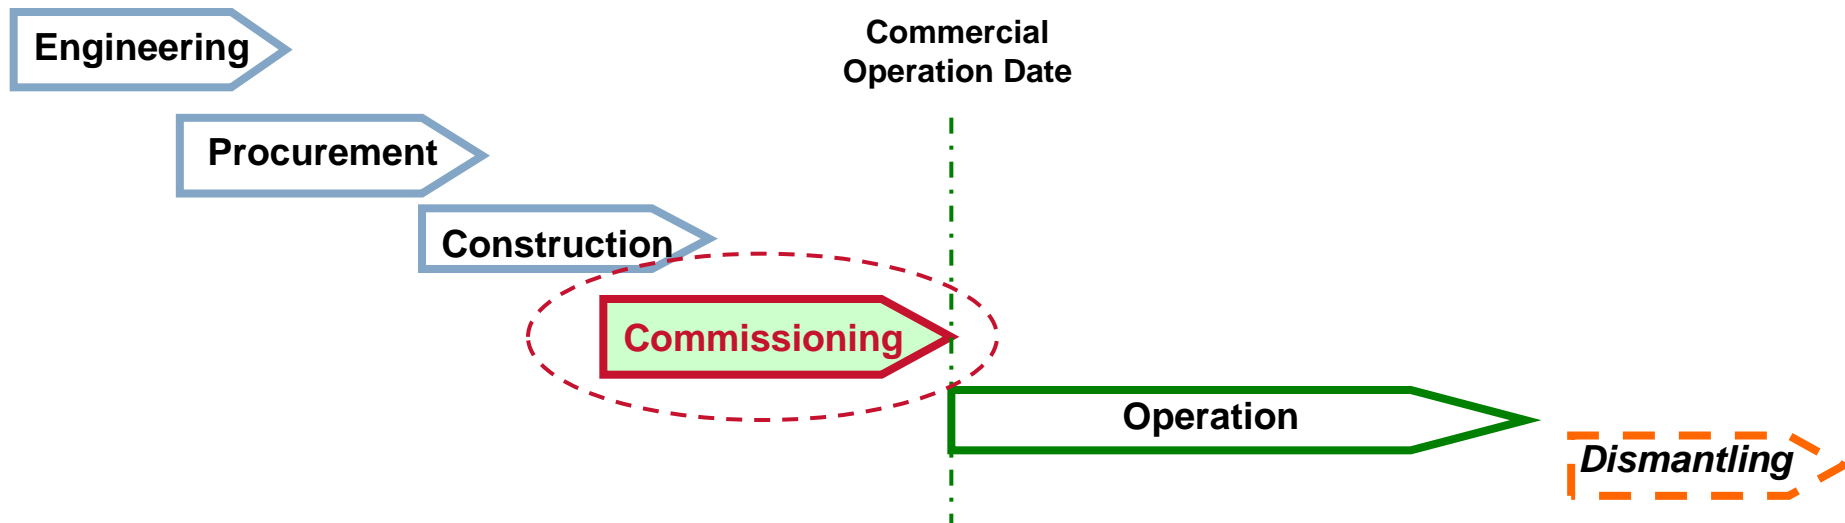 Engineering
Commercial
Operation Date
Procurement
Construction
Commissioning
Operation
Dismantling